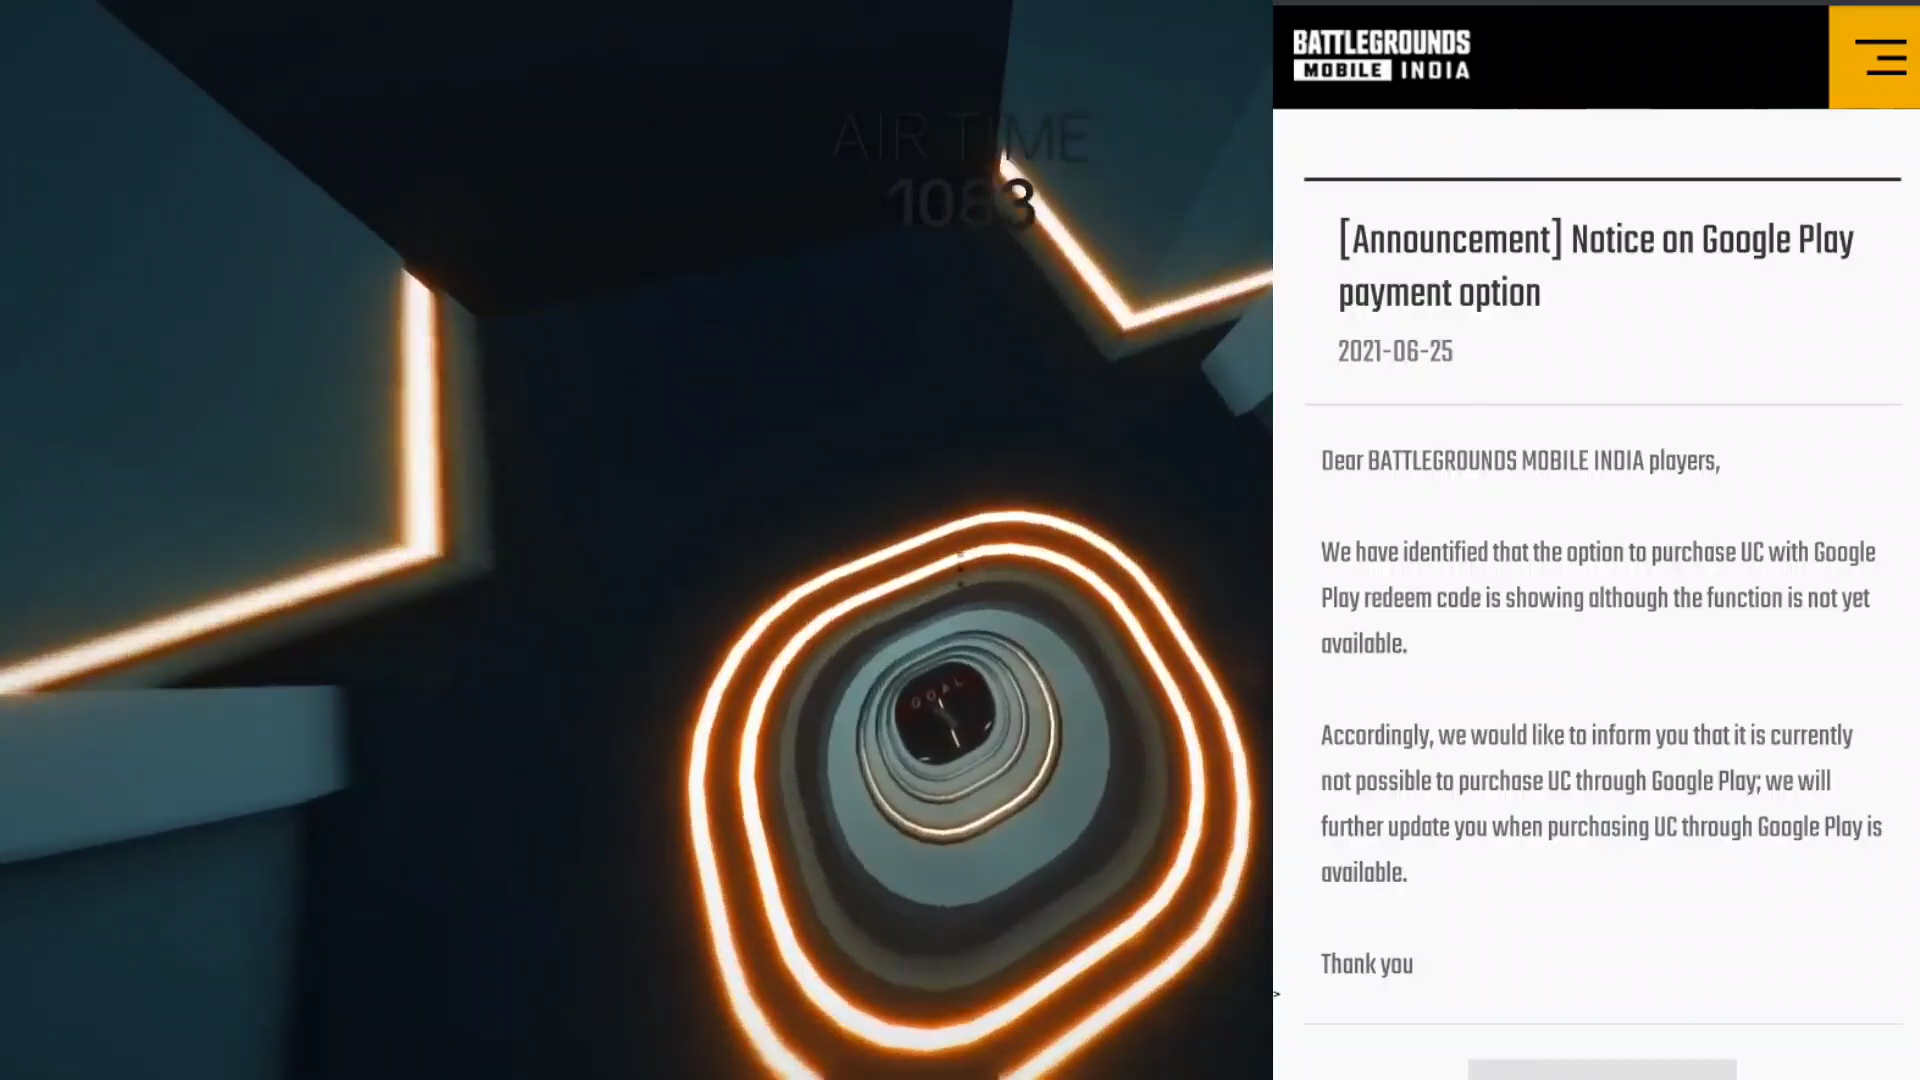 AIR TIME
1063
GOAL
BATTLEGROUNDS
MOBILE INDIA
[Announcement] Notice on Google Play
payment option
2021-06-25
Dear BATTLEGROUNDS MOBILE INDIA players,
We have identified that the option to purchase UC with Google
Play redeem code is showing although the function is not yet
available.
Accordingly, we would like to inform you that it is currently
not possible to purchase UC through Google Play; we will
further update you when purchasing UC through Google Play is
available.
Thank you
>